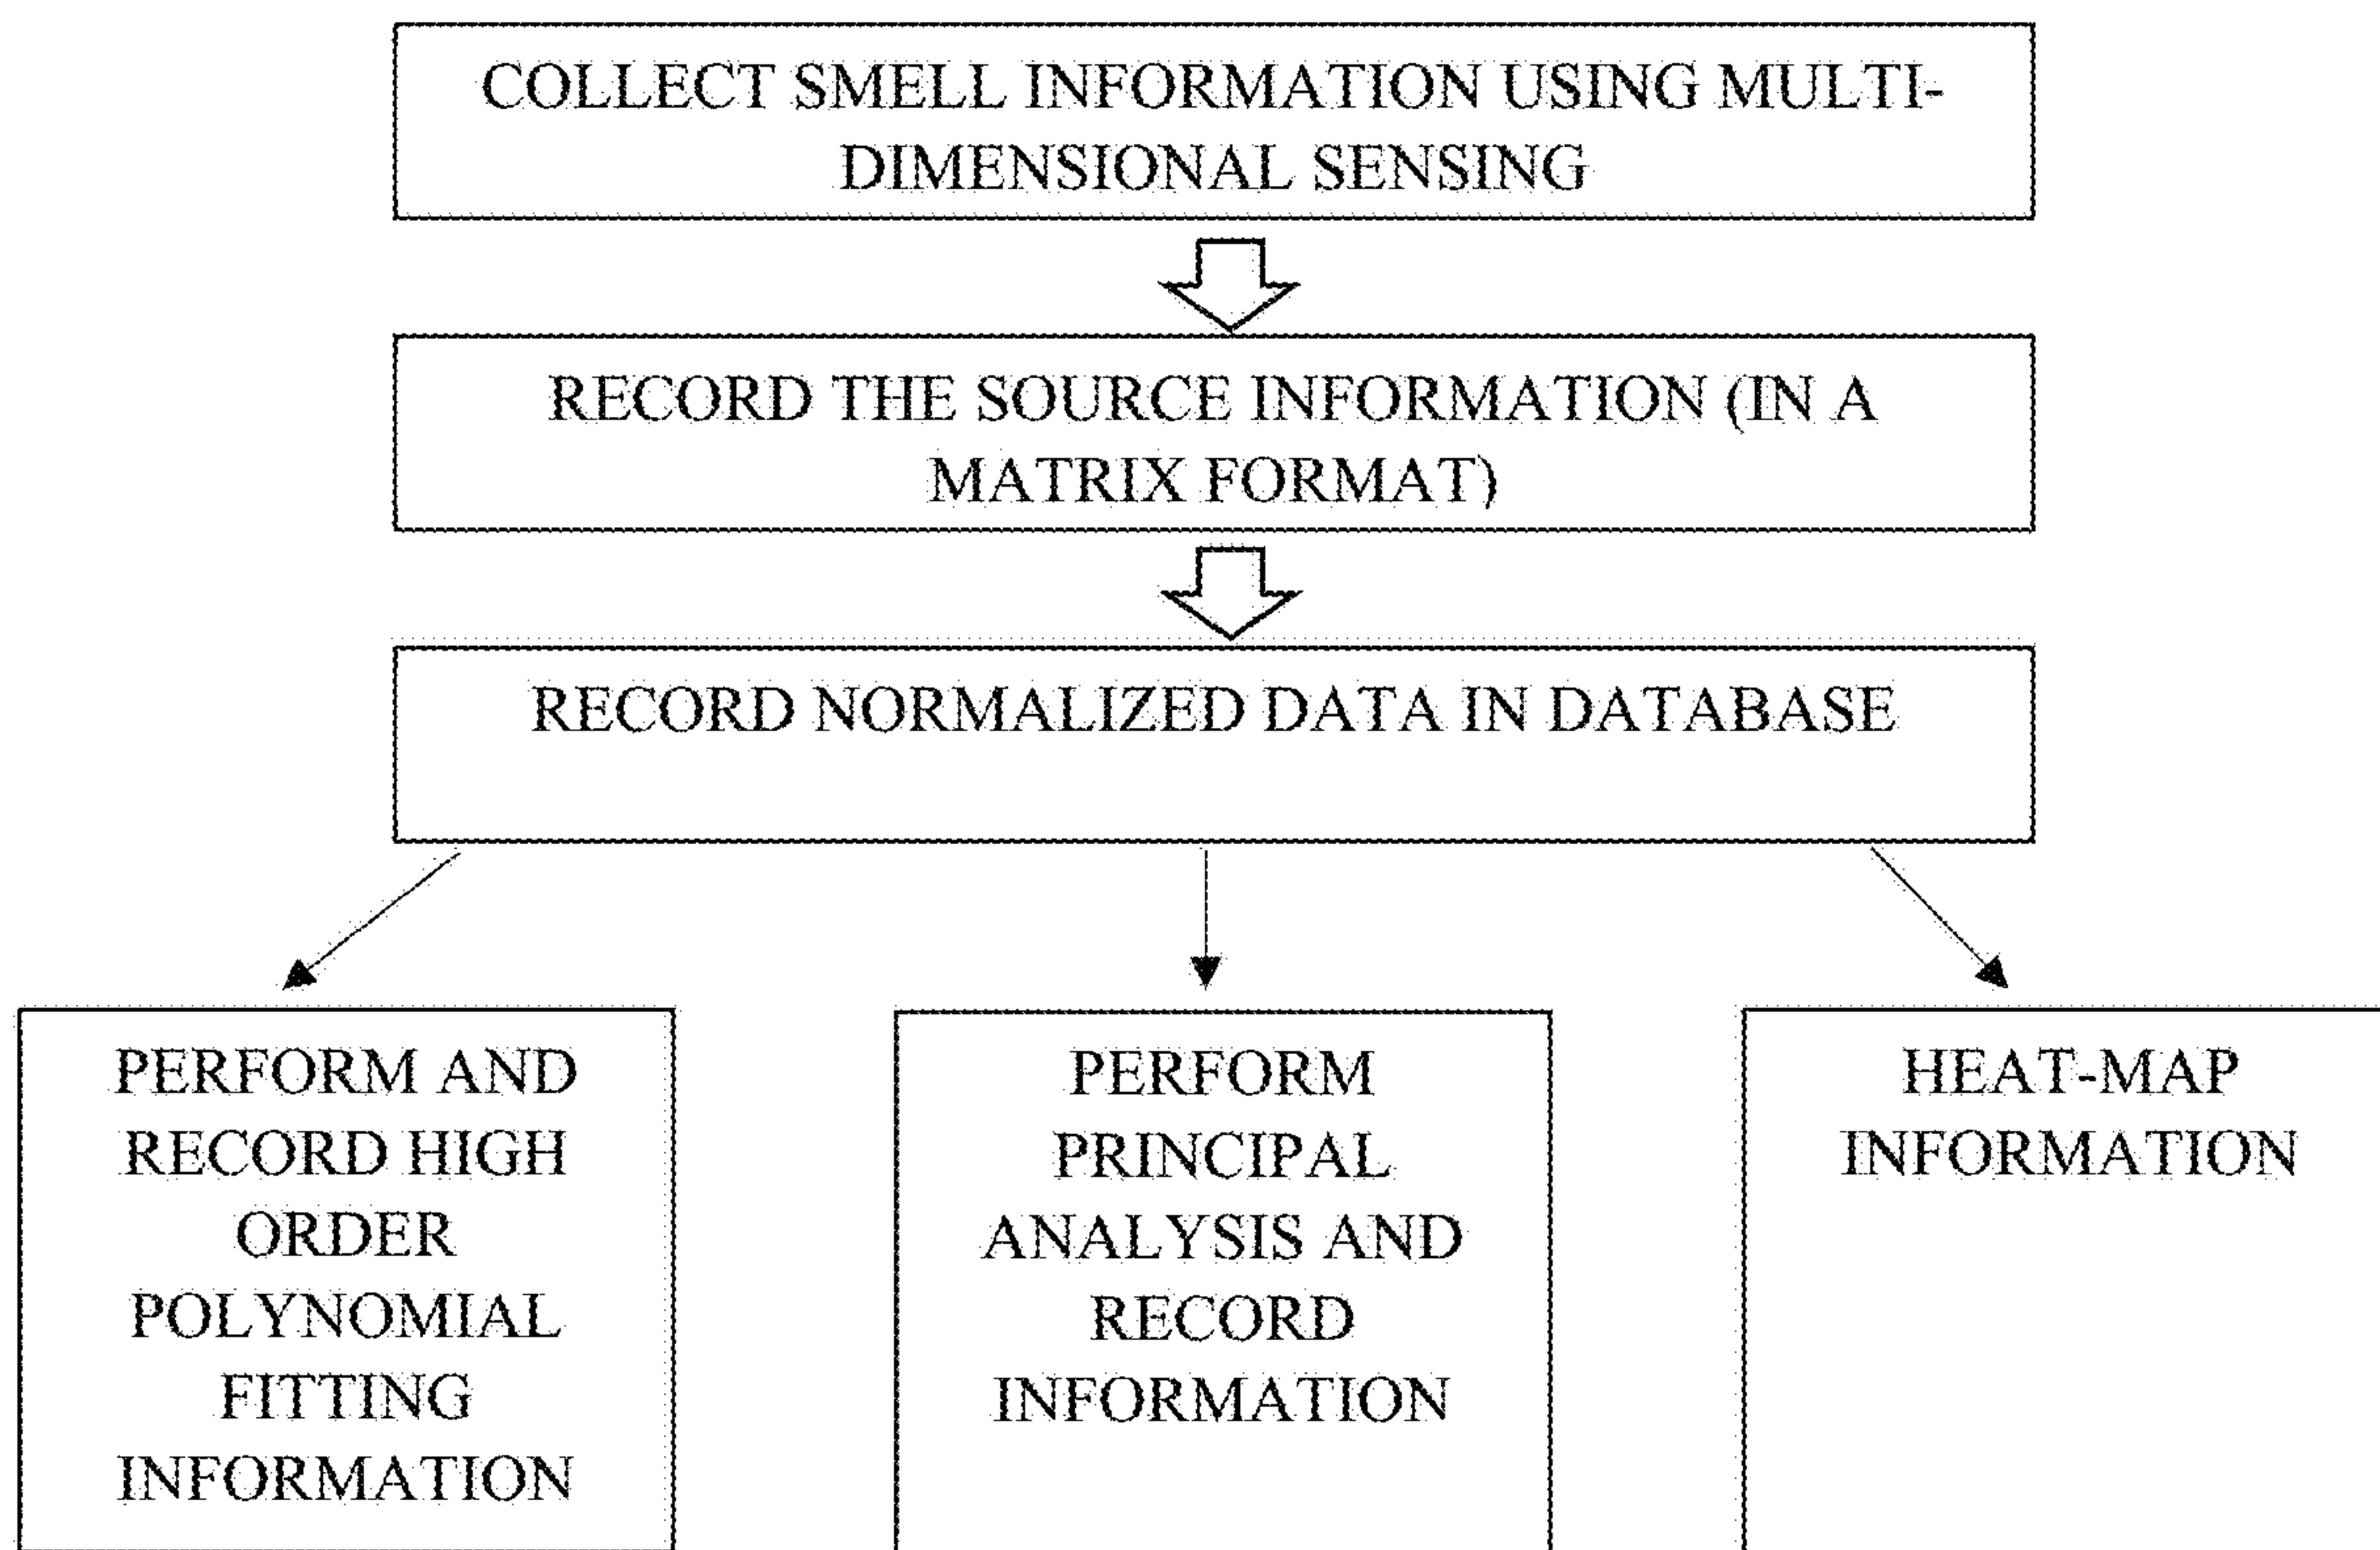 COLLECT SMELL INFORMATION USING MULTI-
DIMENSIONAL SENSING
RECORD THE SOURCE INFORMATION (IN A
MATRIX FORMAT)
RECORD NORMALIZED DATA IN DATABASE
PERFORM AND
RECORD HIGH
ORDER
POLYNOMIAL
FITTING
INFORMATION
PERFORM
PRINCIPAL
ANALYSIS AND
RECORD
INFORMATION
HEAT-MAP
INFORMATION